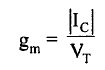 g_m = |I_C| / V_T